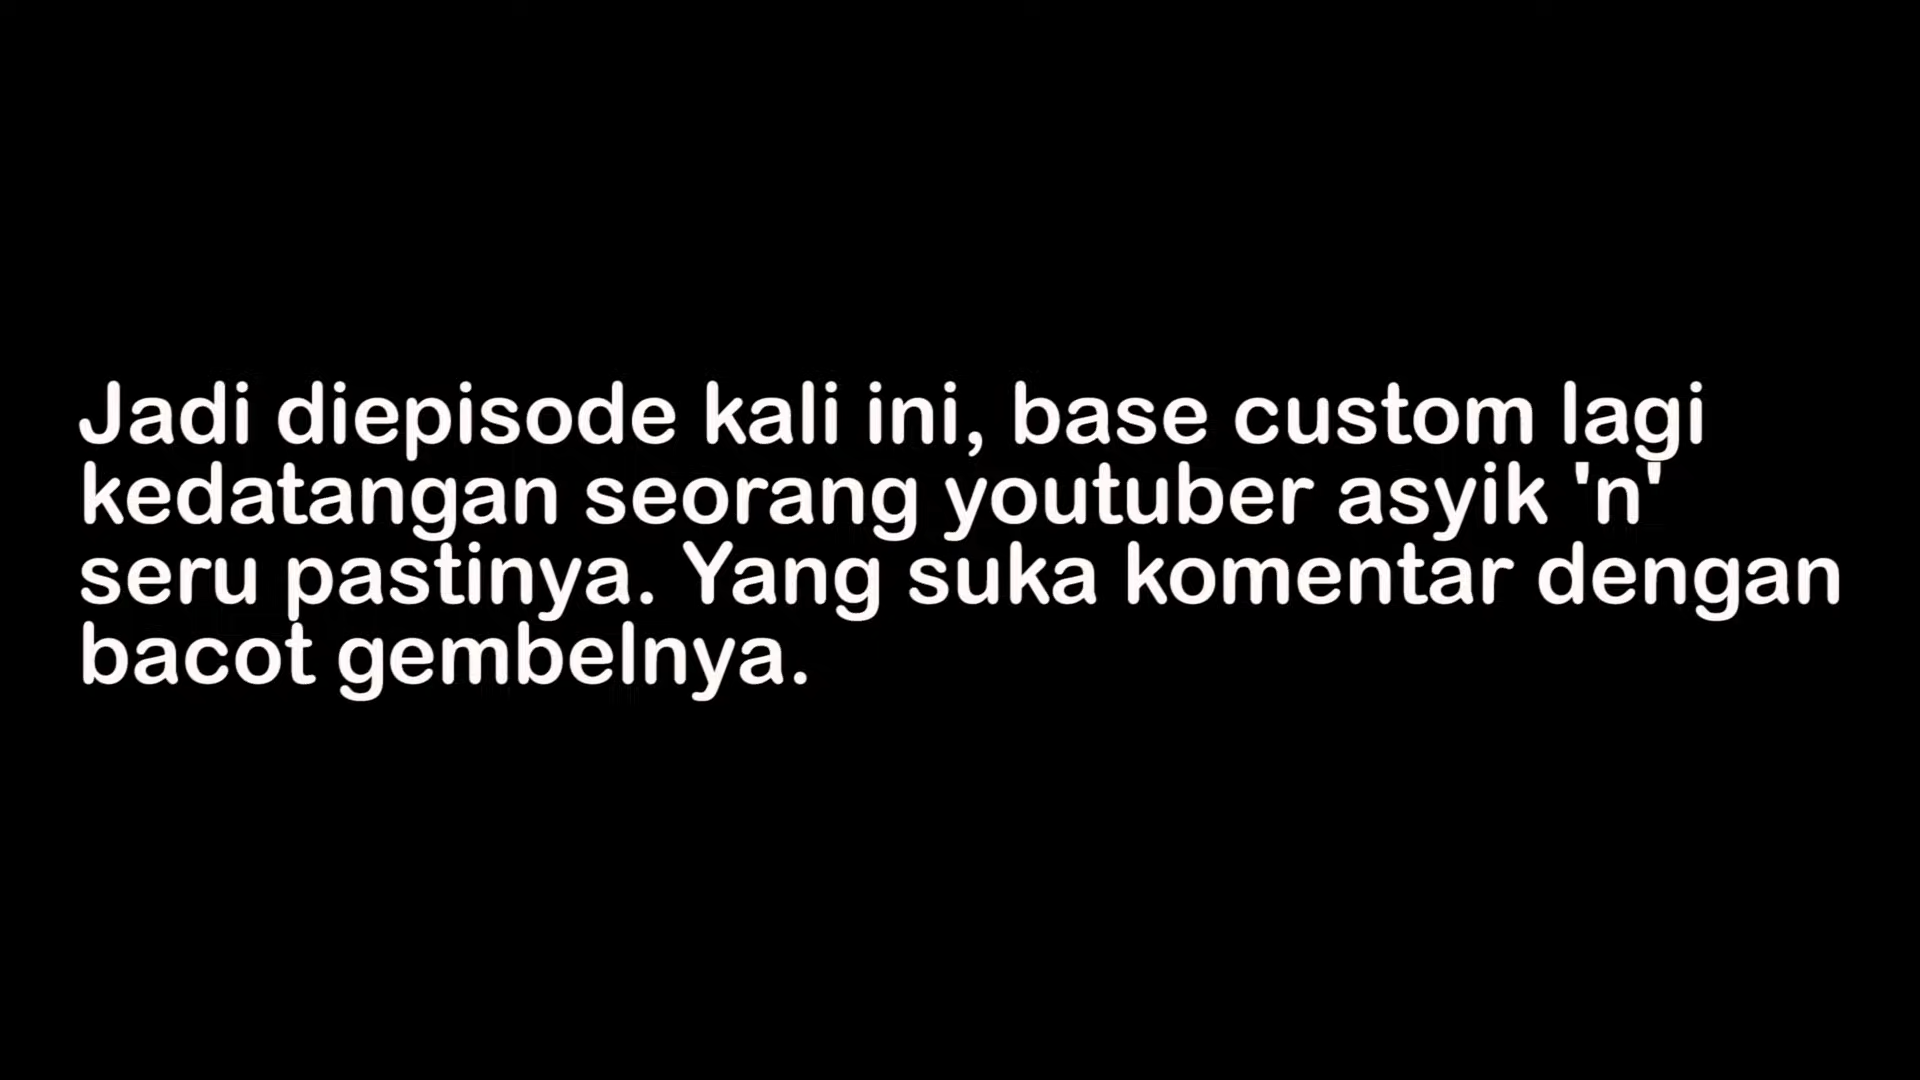 Jadi diepisode kali ini, base custom lagi
kedatangan seorang youtuber asyik 'n'
seru pastinya. Yang suka komentar dengan
bacot gembelnya.